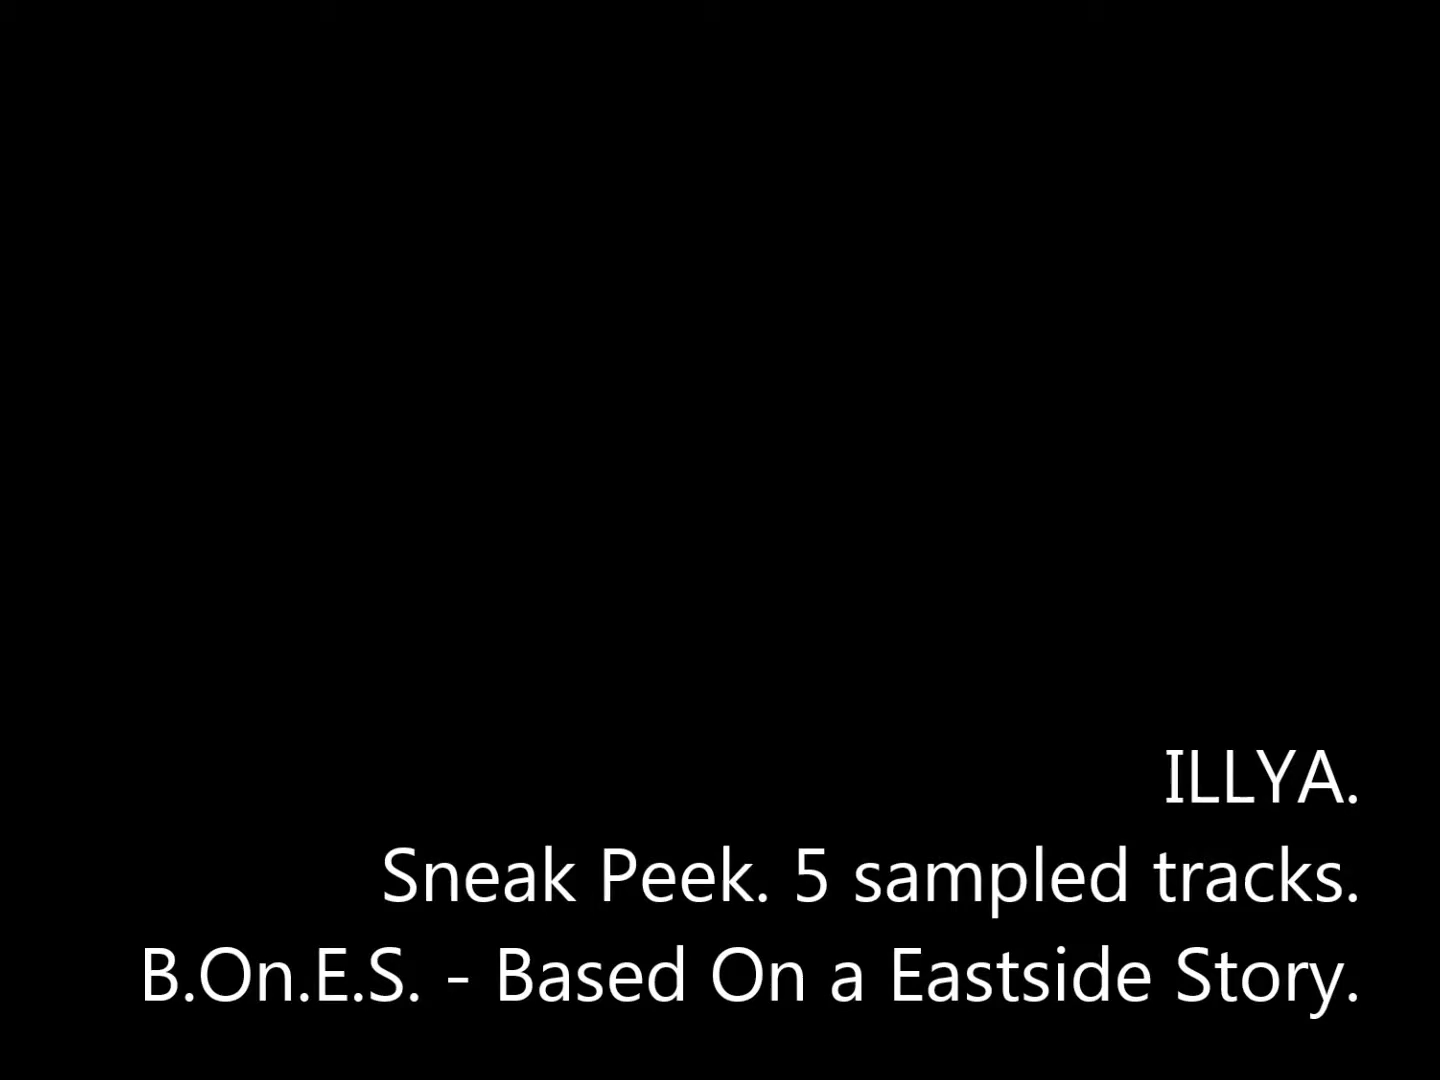 ILLYA.
Sneak Peek. 5 sampled tracks.
B.On.E.S. - Based On a Eastside Story.